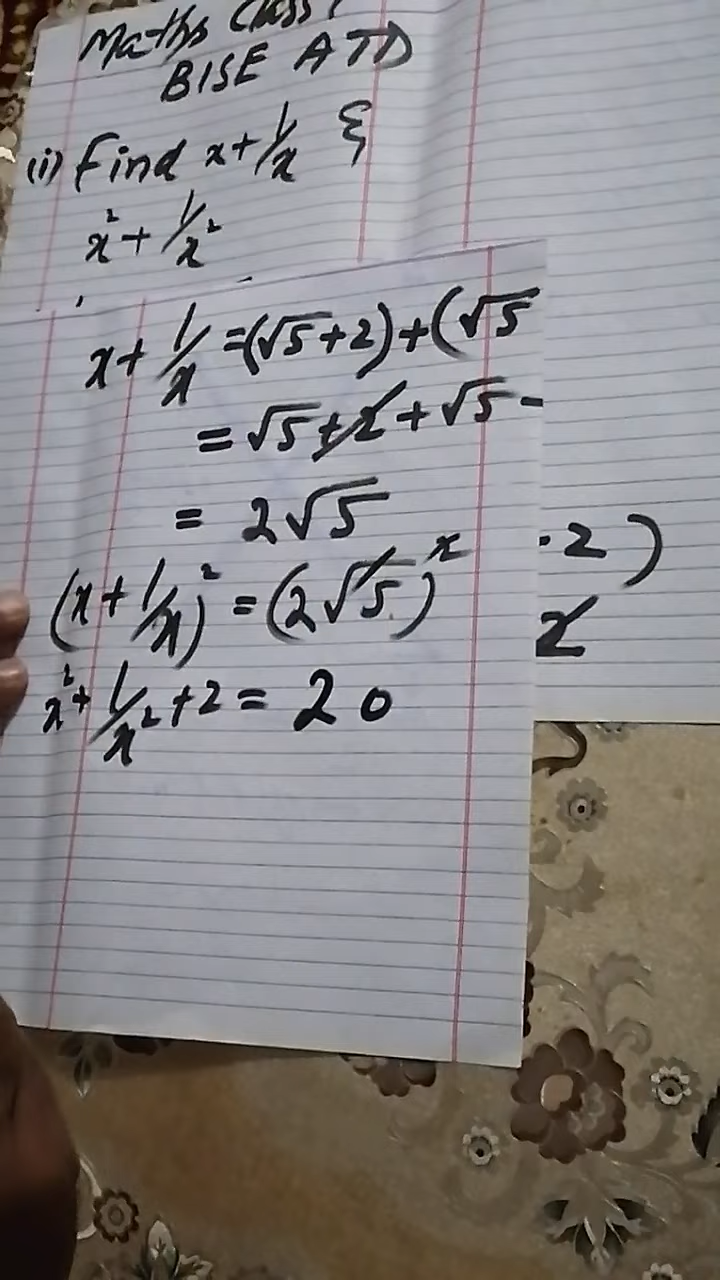 Maths Class
BISE ATD
(i) Find x+1/x &
x²+1/x²
x+1/x=(√5+2)+(√5
=√5+2+√5-
= 2√5
·2)
(x+1/x)²=(2√5)²
2
x²+1/x²+2=20